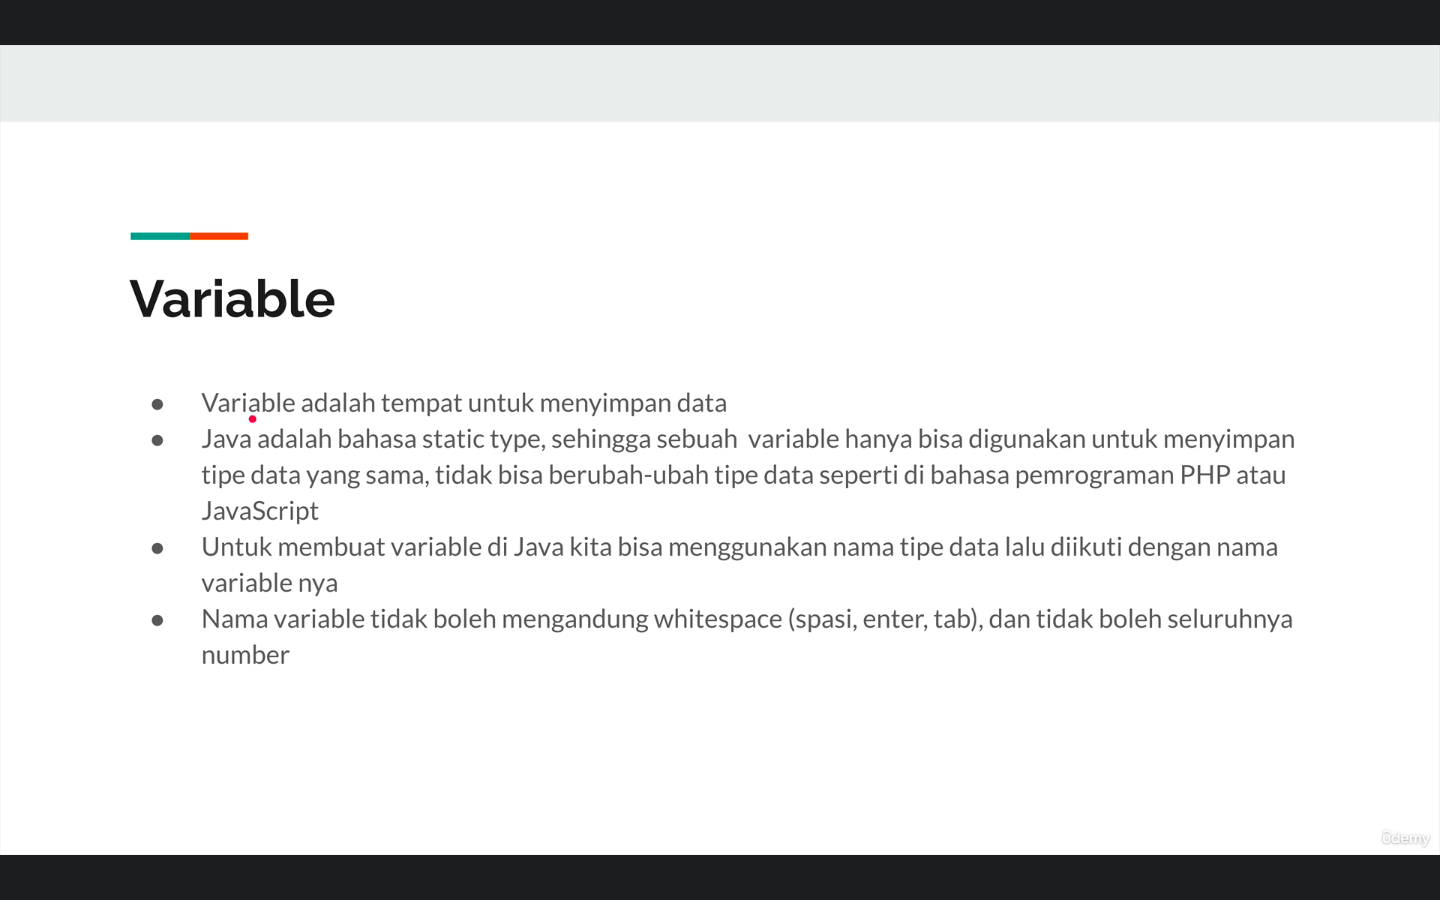 Variable
● Variable adalah tempat untuk menyimpan data
● Java adalah bahasa static type, sehingga sebuah  variable hanya bisa digunakan untuk menyimpan
tipe data yang sama, tidak bisa berubah-ubah tipe data seperti di bahasa pemrograman PHP atau
JavaScript
● Untuk membuat variable di Java kita bisa menggunakan nama tipe data lalu diikuti dengan nama
variable nya
● Nama variable tidak boleh mengandung whitespace (spasi, enter, tab), dan tidak boleh seluruhnya
number
ûdemy